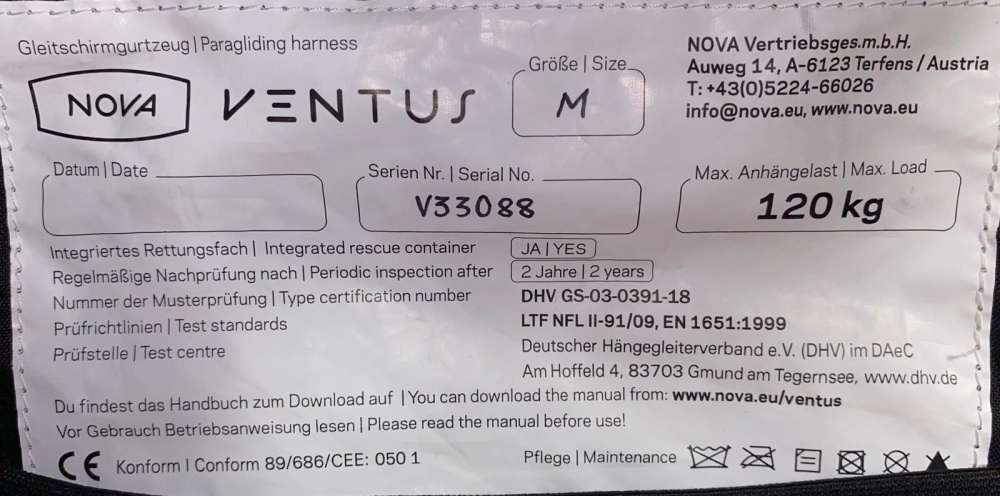 Gleitschirmgurtzeug | Paragliding harness
NOVA VENTUS
Größe | Size
M
NOVA Vertriebsges.m.b.H.
Auweg 14, A-6123 Terfens / Austria
T: +43(0)5224-66026
info@nova.eu, www.nova.eu
Datum | Date
Serien Nr. | Serial No.
V33088
Max. Anhängelast | Max. Load
120 kg
Integriertes Rettungsfach | Integrated rescue container JA | YES
Regelmäßige Nachprüfung nach | Periodic inspection after 2 Jahre | 2 years
Nummer der Musterprüfung | Type certification number DHV GS-03-0391-18
Prüfrichtlinien | Test standards LTF NFL II-91/09, EN 1651:1999
Prüfstelle | Test centre Deutscher Hängegleiterverband e.V. (DHV) im DAeC
Am Hoffeld 4, 83703 Gmund am Tegernsee, www.dhv.de
Du findest das Handbuch zum Download auf | You can download the manual from: www.nova.eu/ventus
Vor Gebrauch Betriebsanweisung lesen | Please read the manual before use!
CE Konform | Conform 89/686/CEE: 050 1
Pflege | Maintenance